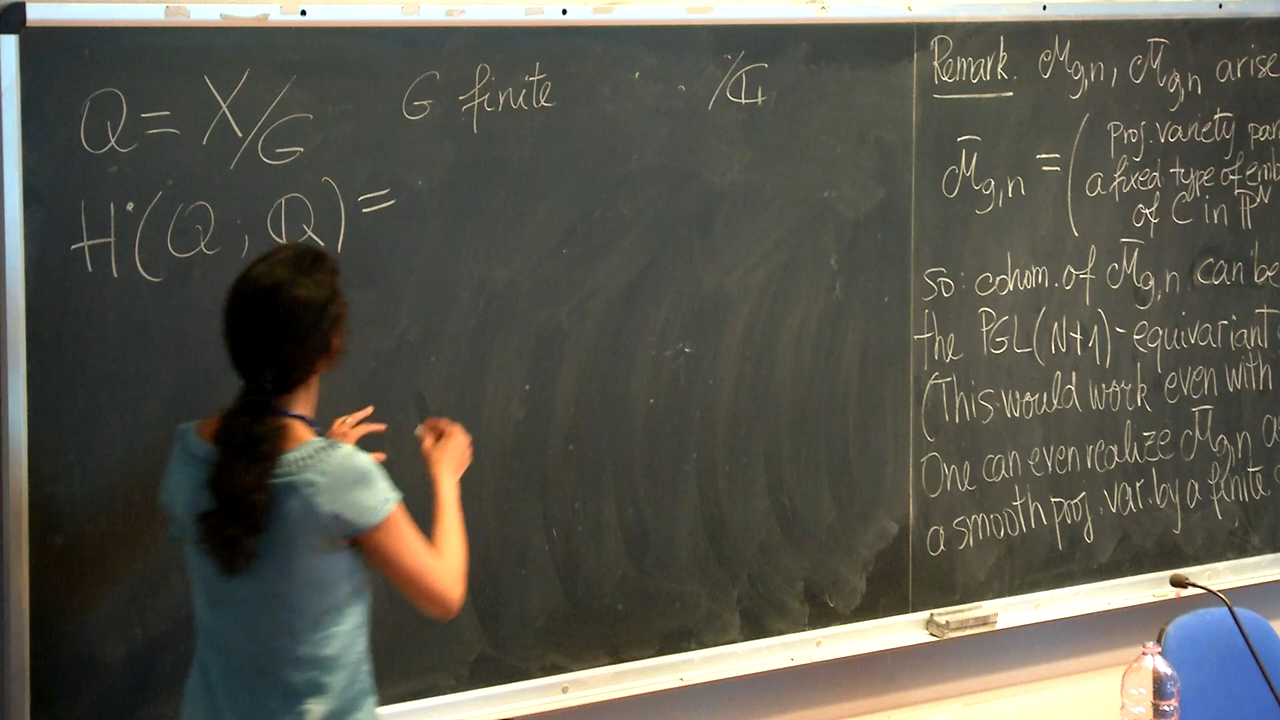 Q = X/G G finite ./ℂ
H•(Q; ℚ) =
Remark. M_g,n, M̄_g,n arise
M̄_g,n = ( proj. variety par
a fixed type of emb
of C in ℙ^N
so: cohom. of M̄_g,n can be
the PGL(N+1)-equivariant
(This would work even with
One can even realize M̄_g,n as
a smooth proj. var. by a finite